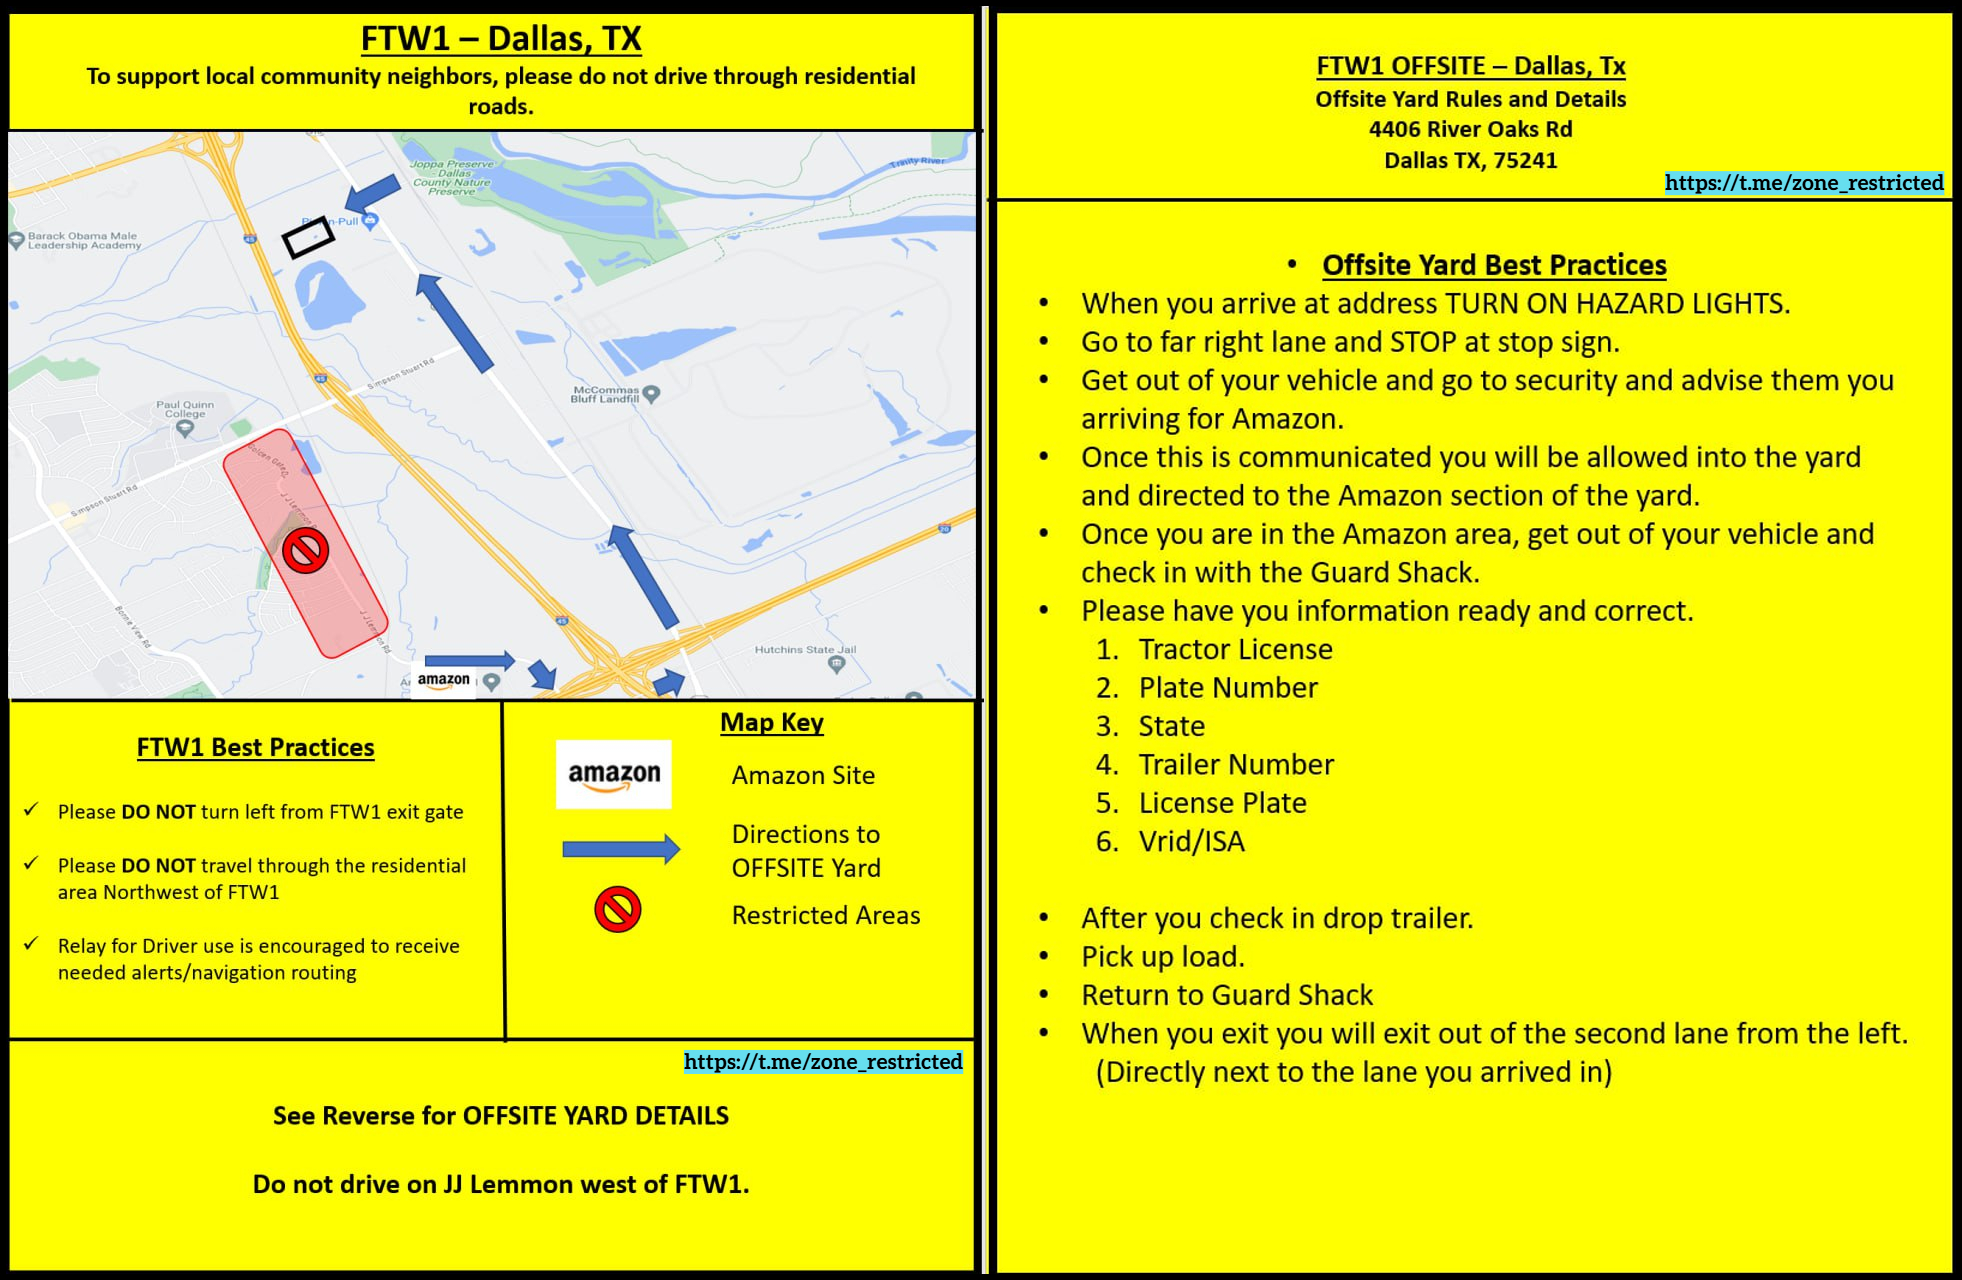 FTW1 – Dallas, TX
To support local community neighbors, please do not drive through residential
roads.
Joppa Preserve-
Dallas
County Nature
Preserve
Trinity River
n-Pull
45
Barack Obama Male
Leadership Academy
45
Simpson Stuart Rd
McCommas
Bluff Landfill
Paul Quinn
College
Golden Gate
Simpson Stuart Rd
J J Lemmon Rd
20
Bonnie View Rd
45
J J Lemmon Rd
Hutchins State Jail
amazon
FTW1 Best Practices
✓ Please DO NOT turn left from FTW1 exit gate
✓ Please DO NOT travel through the residential
area Northwest of FTW1
✓ Relay for Driver use is encouraged to receive
needed alerts/navigation routing
Map Key
amazon
Amazon Site
Directions to
OFFSITE Yard
Restricted Areas
https://t.me/zone_restricted
See Reverse for OFFSITE YARD DETAILS
Do not drive on JJ Lemmon west of FTW1.
FTW1 OFFSITE – Dallas, Tx
Offsite Yard Rules and Details
4406 River Oaks Rd
Dallas TX, 75241
https://t.me/zone_restricted
• Offsite Yard Best Practices
• When you arrive at address TURN ON HAZARD LIGHTS.
• Go to far right lane and STOP at stop sign.
• Get out of your vehicle and go to security and advise them you
arriving for Amazon.
• Once this is communicated you will be allowed into the yard
and directed to the Amazon section of the yard.
• Once you are in the Amazon area, get out of your vehicle and
check in with the Guard Shack.
• Please have you information ready and correct.
1. Tractor License
2. Plate Number
3. State
4. Trailer Number
5. License Plate
6. Vrid/ISA
• After you check in drop trailer.
• Pick up load.
• Return to Guard Shack
• When you exit you will exit out of the second lane from the left.
(Directly next to the lane you arrived in)